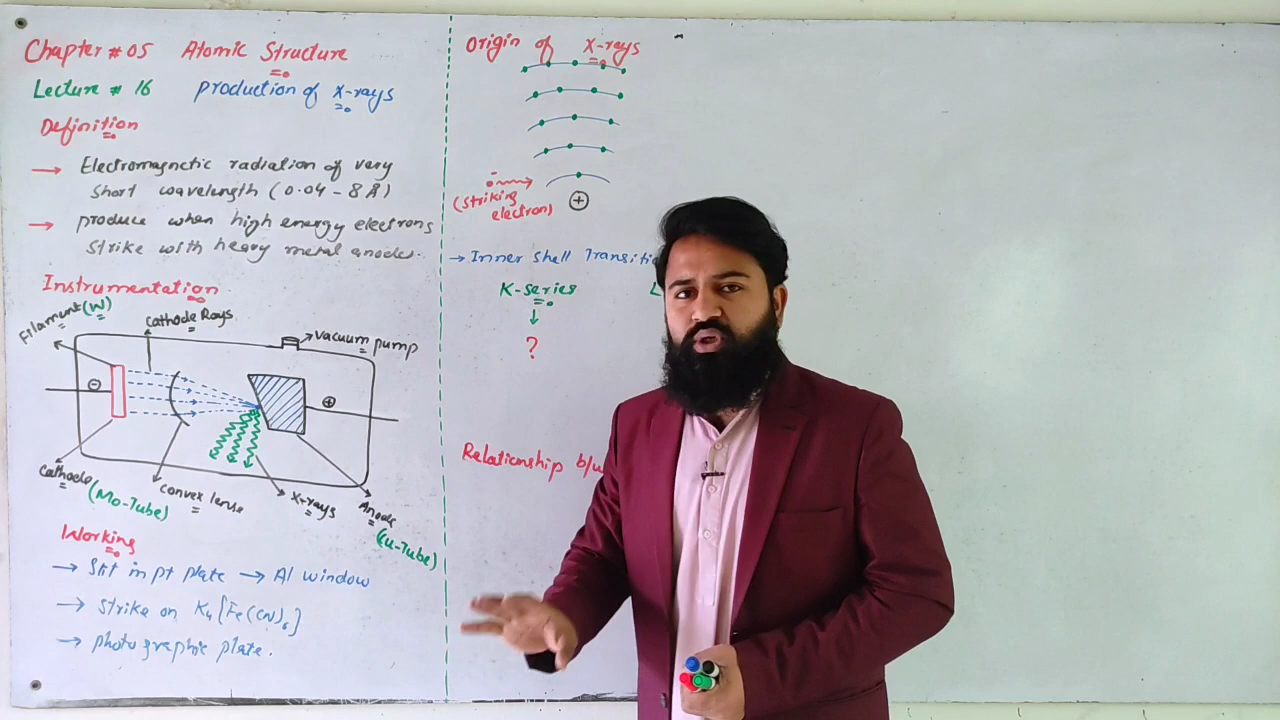 Chapter # 05 Atomic Structure
Lecture # 16 production of X-rays
Definition
→ Electromagnetic radiation of very
short wavelength (0.04 - 8 Å)
→ produce when high energy electrons
strike with heavy metal anodes.
Instrumentation
Filament (W)
Cathode Rays
vacuum pump
⊖
⊕
Cathode
(Mo-Tube)
convex lense
X-rays
Anode
(Cu-Tube)
Working
→ Slit in pt plate → Al window
→ strike on K4[Fe(CN)6]
→ photographic plate.
Origin of X-rays
e-
(striking
electron)
+
→ Inner shell Transitio
K-series L
↓
?
Relationship b/w